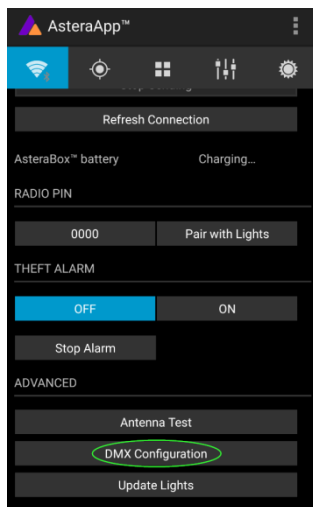 AsteraApp™
Refresh Connection
AsteraBox™ battery Charging...
RADIO PIN
0000 Pair with Lights
THEFT ALARM
OFF ON
Stop Alarm
ADVANCED
Antenna Test
DMX Configuration
Update Lights